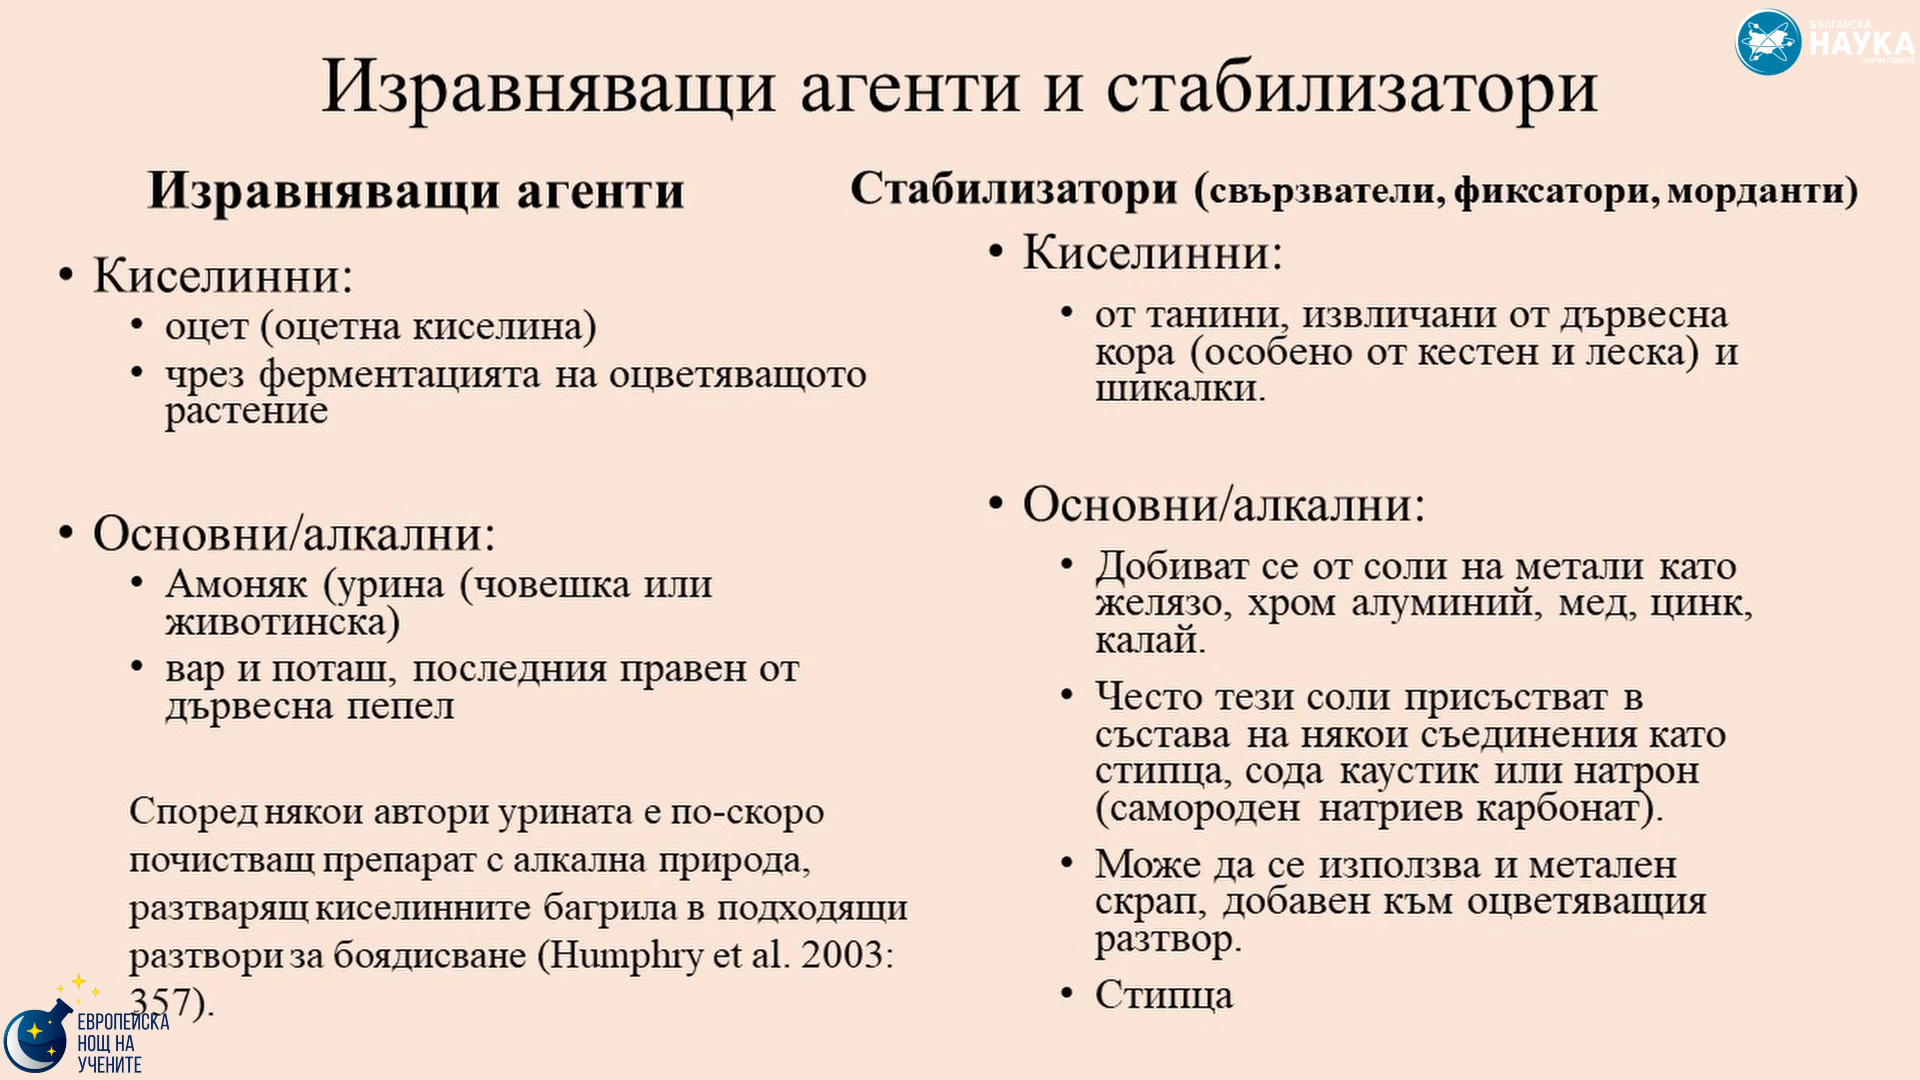 Изравняващи агенти и стабилизатори
БЪЛГАРСКА
НАУКА
НАУЧИ ПОВЕЧЕ
Изравняващи агенти
• Киселинни:
• оцет (оцетна киселина)
• чрез ферментацията на оцветяващото
растение
• Основни/алкални:
• Амоняк (урина (човешка или
животинска)
• вар и поташ, последния правен от
дървесна пепел
Според някои автори урината е по-скоро
почистващ препарат с алкална природа,
разтварящ киселинните багрила в подходящи
разтвори за боядисване (Humphry et al. 2003:
357).
Стабилизатори (свързватели, фиксатори, морданти)
• Киселинни:
• от танини, извличани от дървесна
кора (особено от кестен и леска) и
шикалки.
• Основни/алкални:
• Добиват се от соли на метали като
желязо, хром алуминий, мед, цинк,
калай.
• Често тези соли присъстват в
състава на някои съединения като
стипца, сода каустик или натрон
(самороден натриев карбонат).
• Може да се използва и метален
скрап, добавен към оцветяващия
разтвор.
• Стипца
ЕВРОПЕЙСКА
НОЩ НА
УЧЕНИТЕ